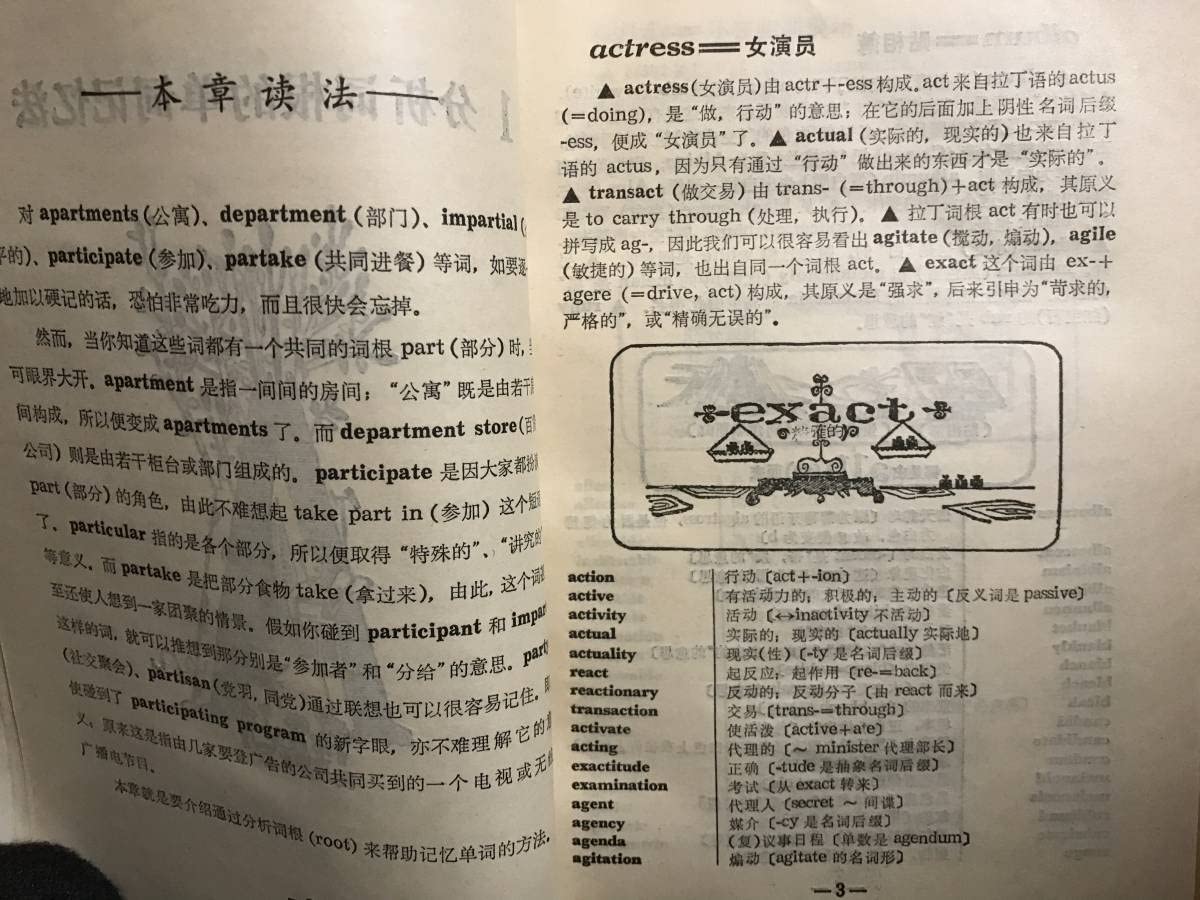 本章读法
对 apartments (公寓)、department (部门)、impartial (
平的)、participate (参加)、partake (共同进餐) 等词，如要逐
地加以硬记的话，恐怕非常吃力，而且很快会忘掉。
然而，当你知道这些词都有一个共同的词根 part (部分) 时，
可眼界大开。apartment 是指一间间的房间；“公寓” 既是由若干
间构成，所以便变成 apartments 了。而 department store (百
公司) 则是由若干柜台或部门组成的。participate 是因大家都扮
part (部分) 的角色，由此不难想起 take part in (参加) 这个短
了。particular 指的是各个部分，所以便取得 “特殊的”、“讲究的
等意义。而 partake 是把部分食物 take (拿过来)，由此，这个词
至还使人想到一家团聚的情景。假如你碰到 participant 和 impar
这样的词，就可以推想到那分别是“参加者” 和 “分给” 的意思。party
(社交聚会)、partisan (党羽，同党) 通过联想也可以很容易记住。
使碰到了 participating program 的新字眼，亦不难理解它的
义：原来这是指由几家要登广告的公司共同买到的一个电视或无
广播电节目。
本章就是要介绍通过分析词根 (root) 来帮助记忆单词的方法。
actress＝女演员
▲ actress (女演员) 由 actr+-ess 构成。act 来自拉丁语的 actus
(=doing)，是 “做，行动” 的意思；在它的后面加上阴性名词后缀
-ess，便成 “女演员” 了。▲ actual (实际的，现实的) 也来自拉丁
语的 actus，因为只有通过 “行动” 做出来的东西才是 “实际的”。
▲ transact (做交易) 由 trans- (=through)+act 构成，其原义
是 to carry through (处理，执行)。▲ 拉丁词根 act 有时也可以
拼写成 ag-，因此我们可以很容易看出 agitate (搅动，煽动)，agile
(敏捷的) 等词，也出自同一个词根 act。▲ exact 这个词由 ex-+
agere (=drive, act) 构成，其原义是 “强求”，后来引申为 “苛求的，
严格的”，或 “精确无误的”。
exact
action 行动〔act+-ion〕
active 有活动力的；积极的；主动的〔反义词是 passive〕
activity 活动〔↔inactivity 不活动〕
actual 实际的；现实的〔actually 实际地〕
actuality 现实(性)〔-ty 是名词后缀〕
react 起反应；起作用〔re-=back〕
reactionary 反动的；反动分子〔由 react 而来〕
transaction 交易〔trans-=through〕
activate 使活泼〔active+a'e〕
acting 代理的〔～ minister 代理部长〕
exactitude 正确〔-tude 是抽象名词后缀〕
examination 考试〔从 exact 转来〕
agent 代理人〔secret ～ 间谍〕
agency 媒介〔-cy 是名词后缀〕
agenda (复)议事日程〔单数是 agendum〕
agitation 煽动〔agitate 的名词形〕
—3—